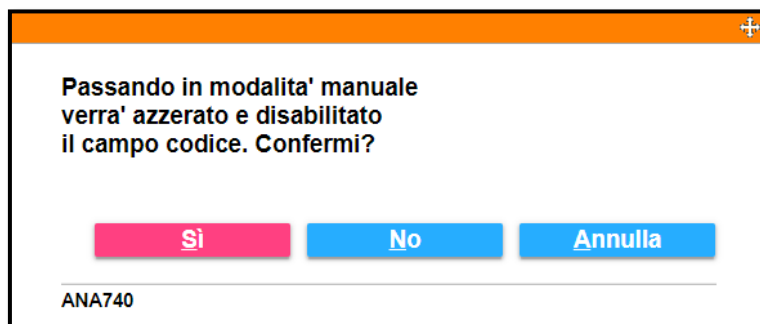 Passando in modalita' manuale
verra' azzerato e disabilitato
il campo codice. Confermi?
Sì No Annulla
ANA740